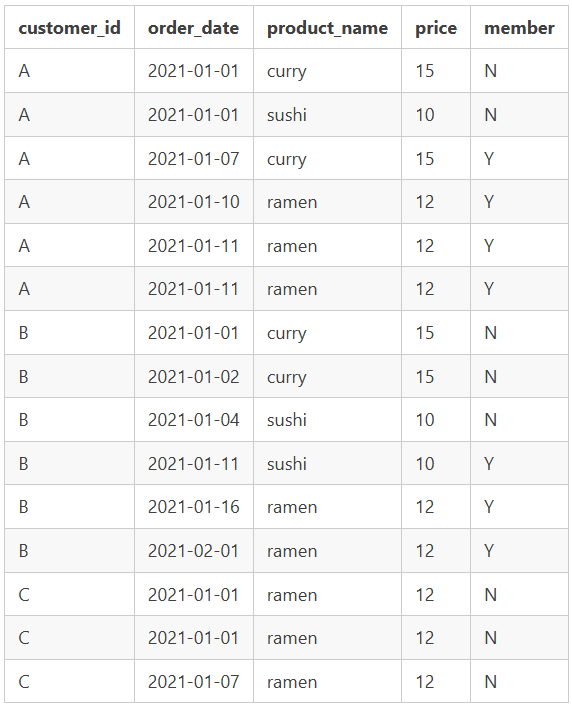 customer_id order_date product_name price member
A 2021-01-01 curry 15 N
A 2021-01-01 sushi 10 N
A 2021-01-07 curry 15 Y
A 2021-01-10 ramen 12 Y
A 2021-01-11 ramen 12 Y
A 2021-01-11 ramen 12 Y
B 2021-01-01 curry 15 N
B 2021-01-02 curry 15 N
B 2021-01-04 sushi 10 N
B 2021-01-11 sushi 10 Y
B 2021-01-16 ramen 12 Y
B 2021-02-01 ramen 12 Y
C 2021-01-01 ramen 12 N
C 2021-01-01 ramen 12 N
C 2021-01-07 ramen 12 N